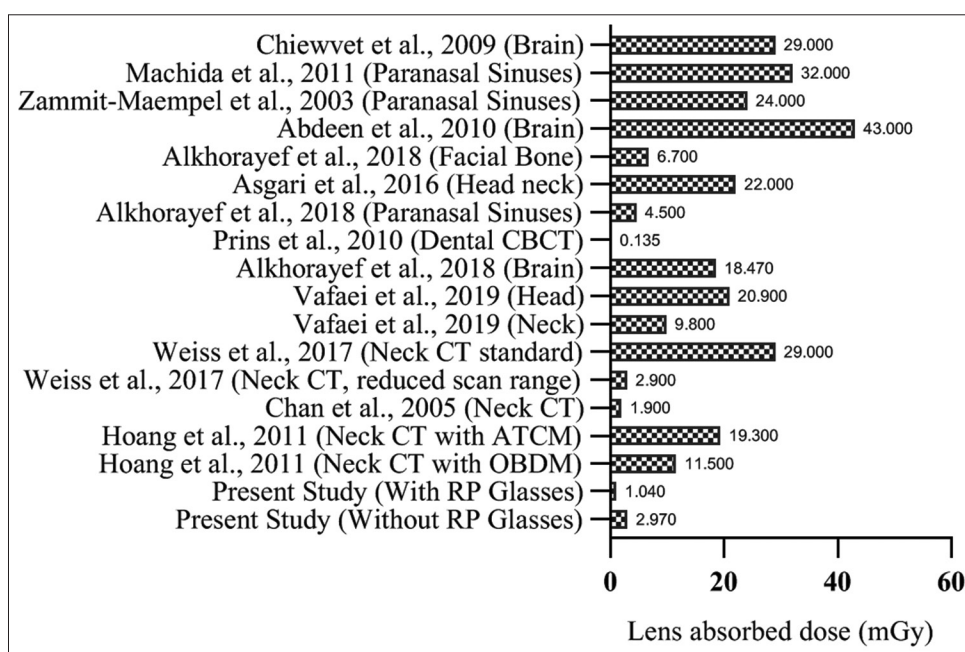 Chiewvet et al., 2009 (Brain) 29.000
Machida et al., 2011 (Paranasal Sinuses) 32.000
Zammit-Maempel et al., 2003 (Paranasal Sinuses) 24.000
Abdeen et al., 2010 (Brain) 43.000
Alkhorayef et al., 2018 (Facial Bone) 6.700
Asgari et al., 2016 (Head neck) 22.000
Alkhorayef et al., 2018 (Paranasal Sinuses) 4.500
Prins et al., 2010 (Dental CBCT) 0.135
Alkhorayef et al., 2018 (Brain) 18.470
Vafaei et al., 2019 (Head) 20.900
Vafaei et al., 2019 (Neck) 9.800
Weiss et al., 2017 (Neck CT standard) 29.000
Weiss et al., 2017 (Neck CT, reduced scan range) 2.900
Chan et al., 2005 (Neck CT) 1.900
Hoang et al., 2011 (Neck CT with ATCM) 19.300
Hoang et al., 2011 (Neck CT with OBDM) 11.500
Present Study (With RP Glasses) 1.040
Present Study (Without RP Glasses) 2.970
0 20 40 60
Lens absorbed dose (mGy)